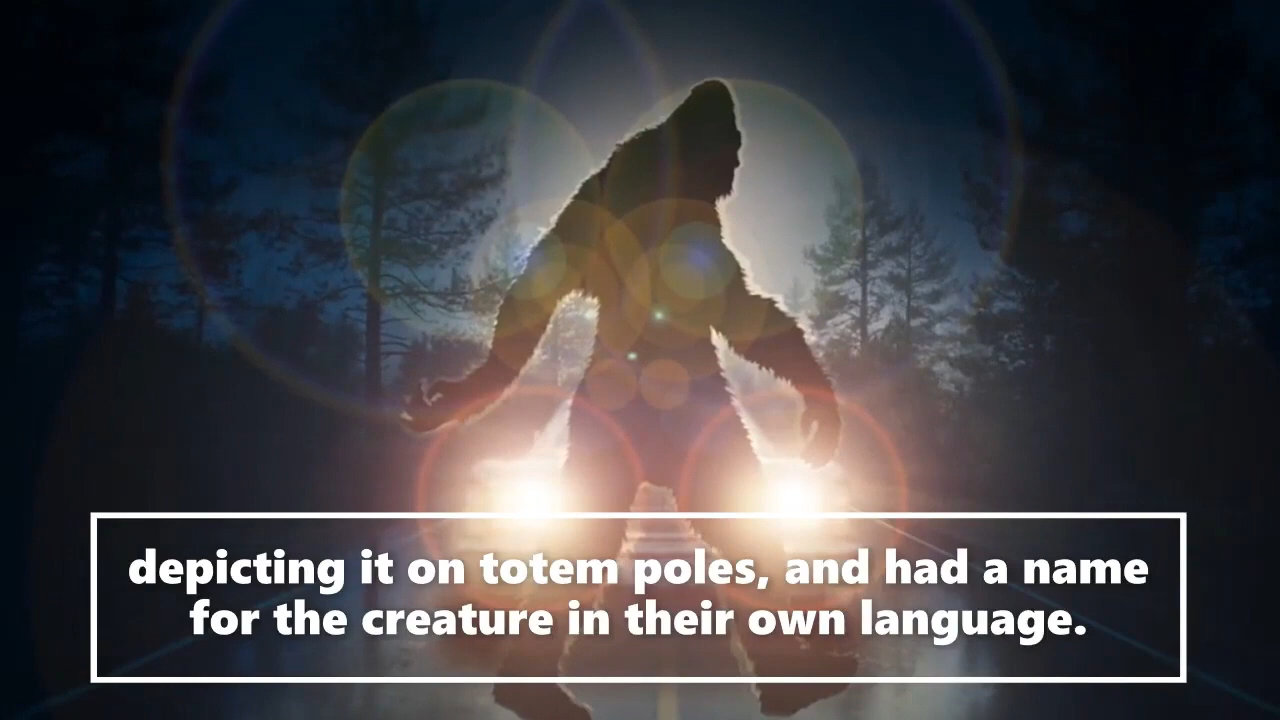 depicting it on totem poles, and had a name
for the creature in their own language.